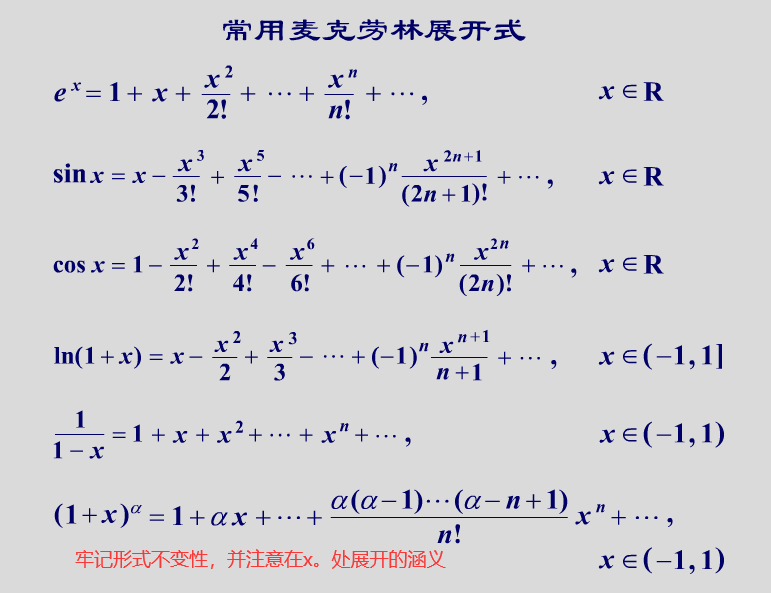 常用麦克劳林展开式
e^x = 1 + x + x^2/2! + ⋯ + x^n/n! + ⋯ , x ∈ R
sin x = x − x^3/3! + x^5/5! − ⋯ + (−1)^n x^(2n+1)/(2n+1)! + ⋯ , x ∈ R
cos x = 1 − x^2/2! + x^4/4! − x^6/6! + ⋯ + (−1)^n x^(2n)/(2n)! + ⋯ , x ∈ R
ln(1 + x) = x − x^2/2 + x^3/3 − ⋯ + (−1)^n x^(n+1)/(n+1) + ⋯ , x ∈ (−1, 1]
1/(1 − x) = 1 + x + x^2 + ⋯ + x^n + ⋯ , x ∈ (−1, 1)
(1 + x)^α = 1 + α x + ⋯ + α(α − 1)⋯(α − n + 1)/n! x^n + ⋯ ,
牢记形式不变性，并注意在x。处展开的涵义 x ∈ (−1, 1)